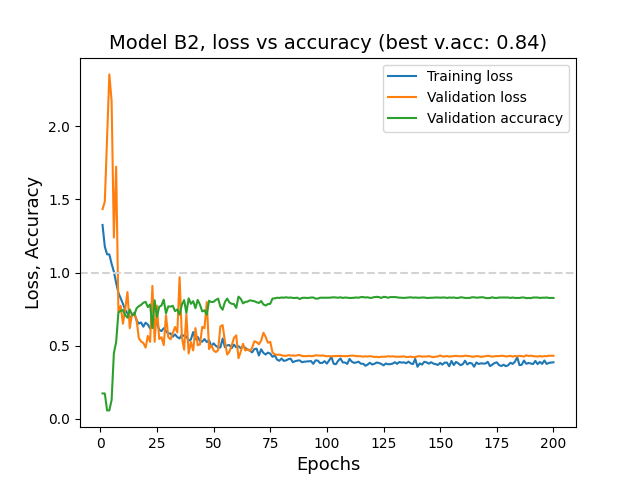 Model B2, loss vs accuracy (best v.acc: 0.84)
Training loss
Validation loss
Validation accuracy
Loss, Accuracy
2.0
1.5
1.0
0.5
0.0
0 25 50 75 100 125 150 175 200
Epochs